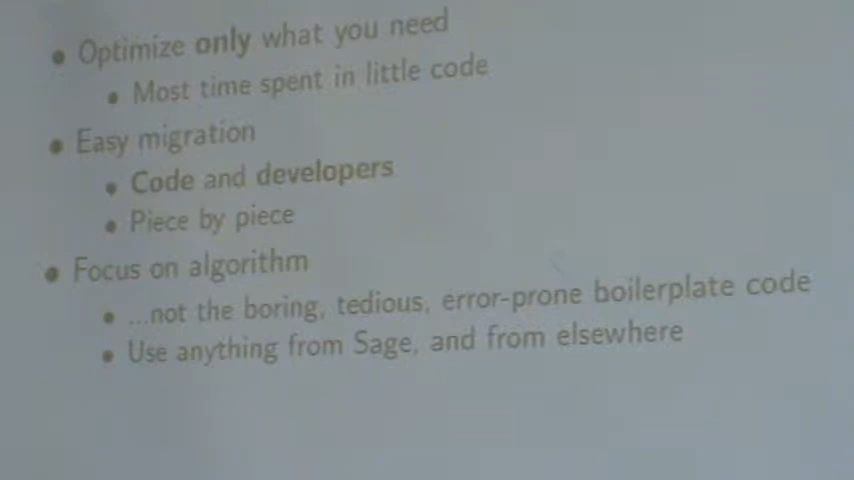 • Optimize only what you need
• Most time spent in little code
• Easy migration
• Code and developers
• Piece by piece
• Focus on algorithm
• ...not the boring, tedious, error-prone boilerplate code
• Use anything from Sage, and from elsewhere